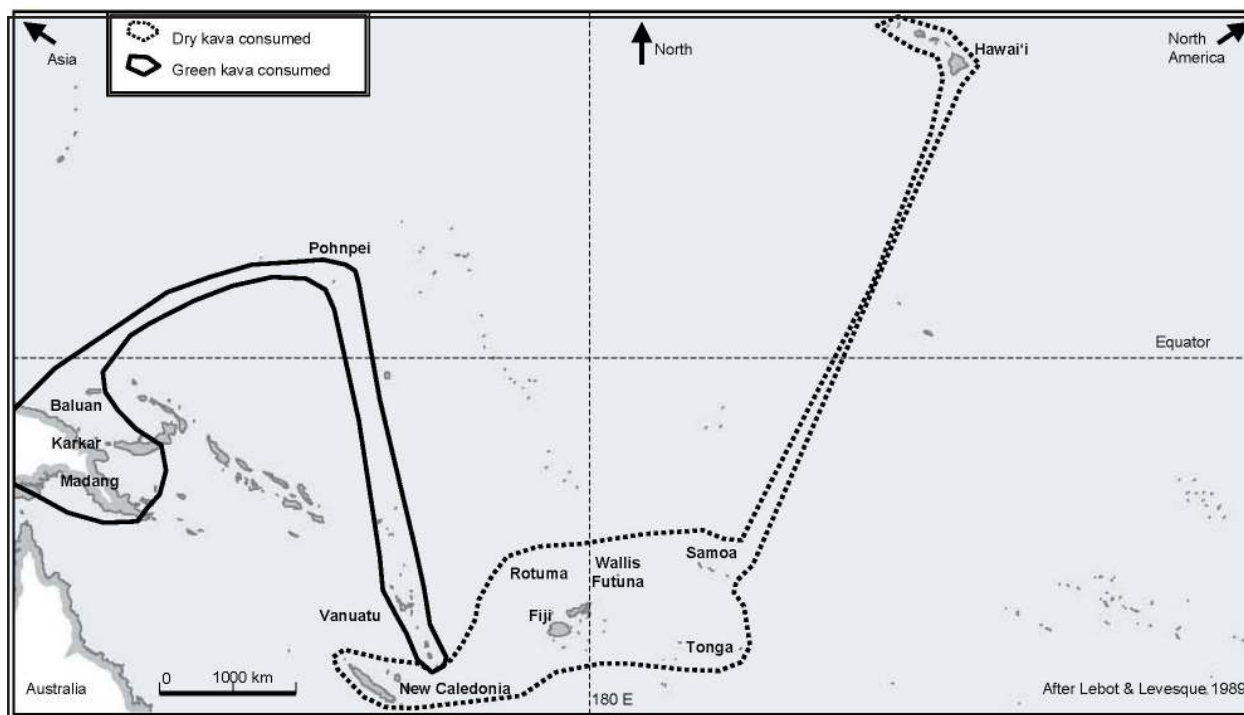 Dry kava consumed
Green kava consumed
Asia
North
Hawai'i
North
America
Pohnpei
Equator
Baluan
Karkar
Madang
Samoa
Rotuma
Wallis
Futuna
Vanuatu
Fiji
Tonga
0 1000 km
New Caledonia
Australia
180 E
After Lebot & Levesque 1989